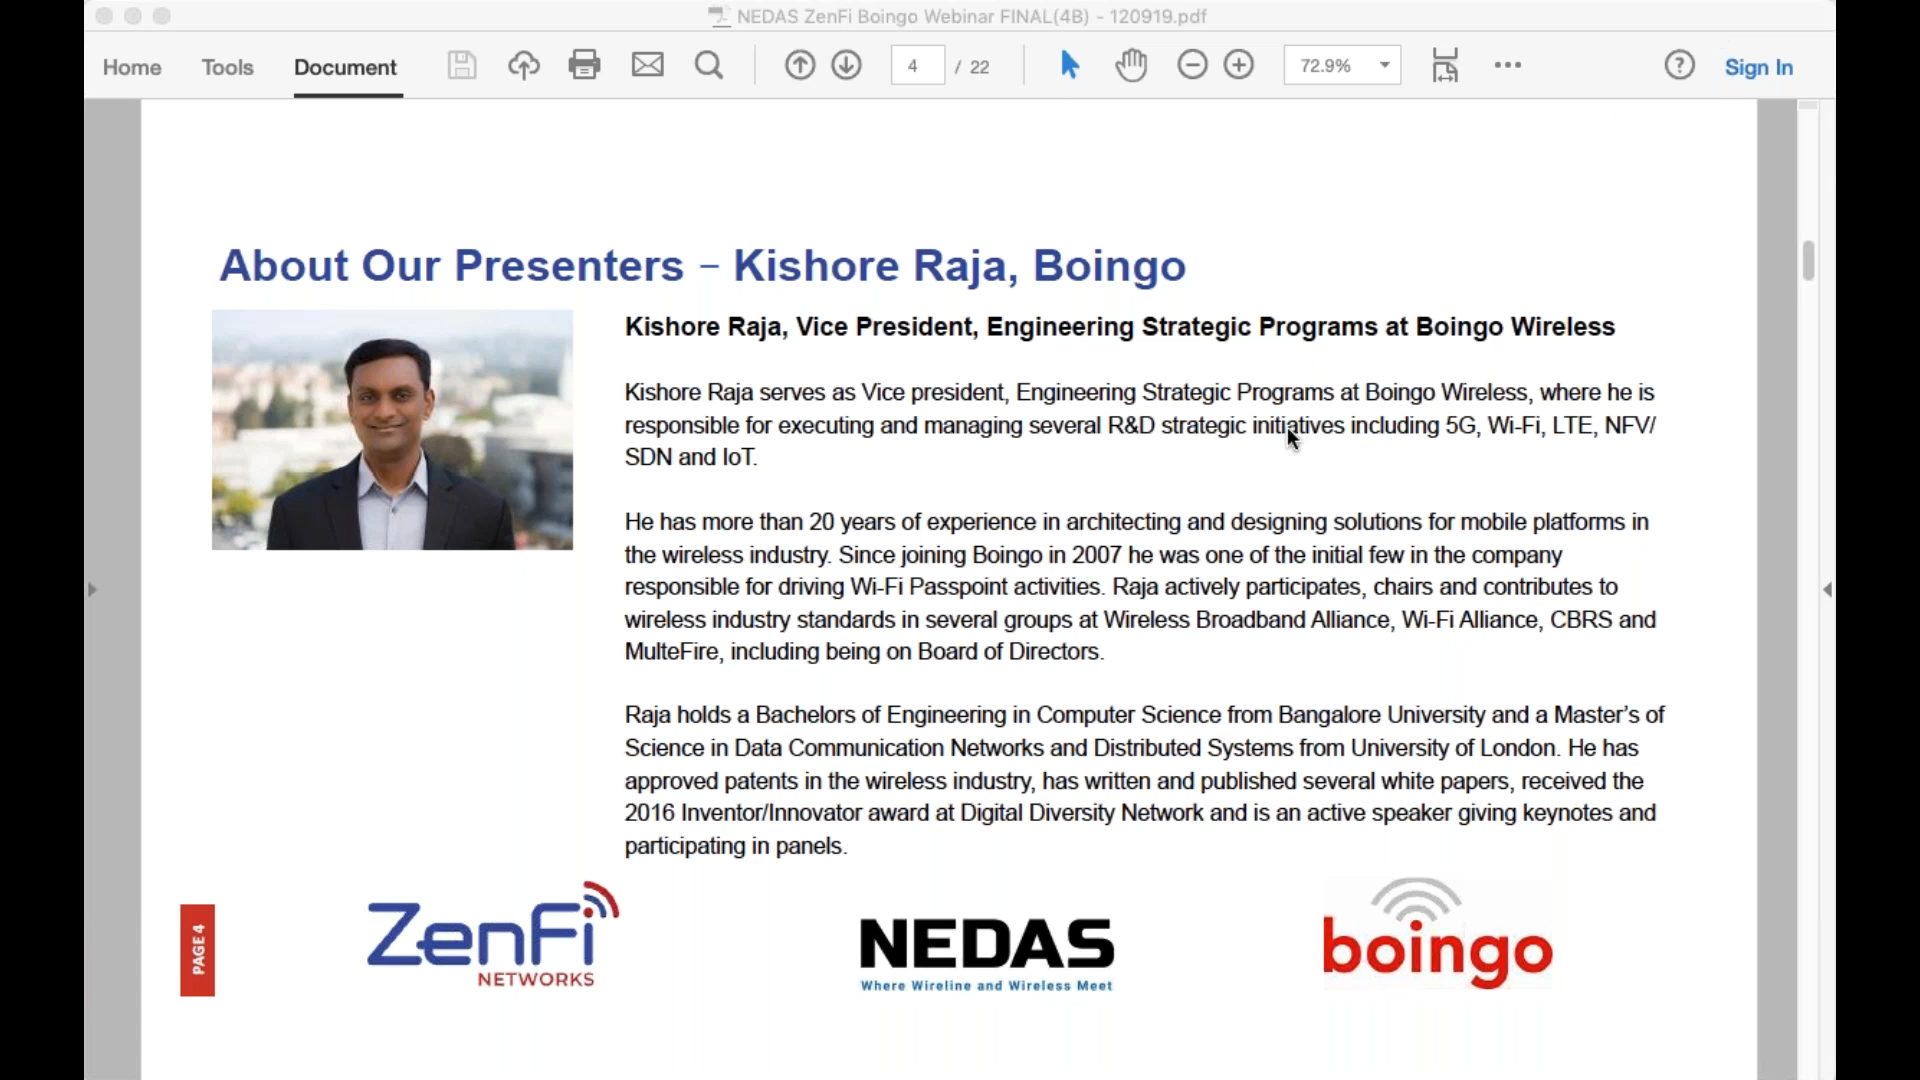 NEDAS ZenFi Boingo Webinar FINAL(4B) - 120919.pdf
Home Tools Document 4 / 22 72.9% Sign In
About Our Presenters – Kishore Raja, Boingo
Kishore Raja, Vice President, Engineering Strategic Programs at Boingo Wireless
Kishore Raja serves as Vice president, Engineering Strategic Programs at Boingo Wireless, where he is
responsible for executing and managing several R&D strategic initiatives including 5G, Wi-Fi, LTE, NFV/
SDN and IoT.
He has more than 20 years of experience in architecting and designing solutions for mobile platforms in
the wireless industry. Since joining Boingo in 2007 he was one of the initial few in the company
responsible for driving Wi-Fi Passpoint activities. Raja actively participates, chairs and contributes to
wireless industry standards in several groups at Wireless Broadband Alliance, Wi-Fi Alliance, CBRS and
MulteFire, including being on Board of Directors.
Raja holds a Bachelors of Engineering in Computer Science from Bangalore University and a Master's of
Science in Data Communication Networks and Distributed Systems from University of London. He has
approved patents in the wireless industry, has written and published several white papers, received the
2016 Inventor/Innovator award at Digital Diversity Network and is an active speaker giving keynotes and
participating in panels.
PAGE 4
ZenFi
NETWORKS
NEDAS
Where Wireline and Wireless Meet
boingo